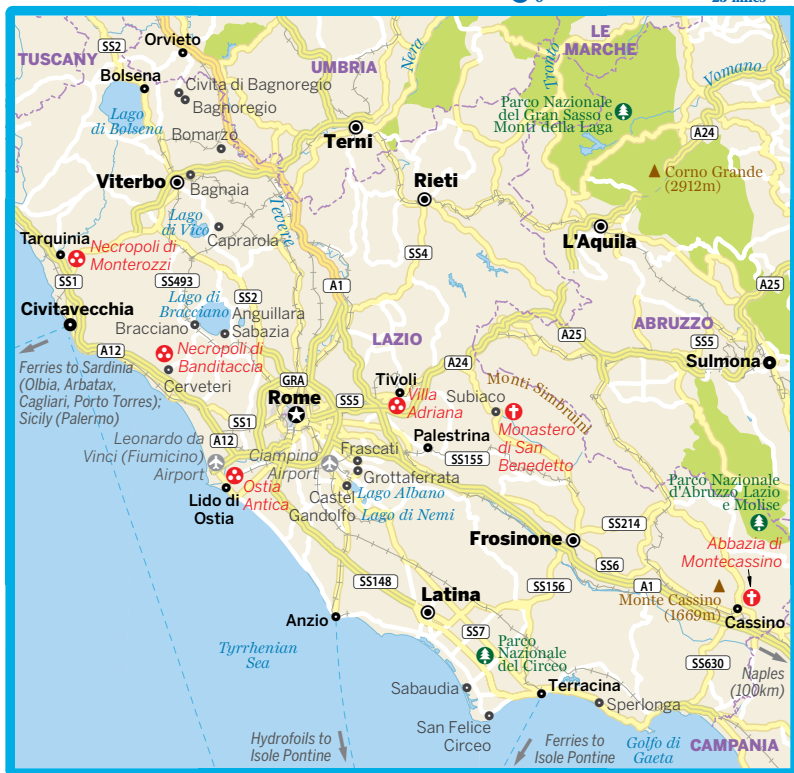 0
25 miles
SS2
Orvieto
TUSCANY
UMBRIA
Nera
LE
MARCHE
Tronto
Vomano
Bolsena
Civita di Bagnoregio
Bagnoregio
Lago
di Bolsena
Bomarzo
Terni
Parco Nazionale
del Gran Sasso e
Monti della Laga
A24
Corno Grande
(2912m)
Viterbo
Bagnaia
Rieti
Tevere
Lago
di Vico
Caprarola
L'Aquila
Tarquinia
Necropoli di
Monterozzi
SS4
SS1
SS493
A1
A25
Lago di
Bracciano
SS2
Civitavecchia
Anguillara
Sabazia
Bracciano
LAZIO
A25
ABRUZZO
SS5
A12
Necropoli di
Banditaccia
Cerveteri
A24
Sulmona
Ferries to Sardinia
(Olbia, Arbatax,
Cagliari, Porto Torres);
Sicily (Palermo)
GRA
Rome
SS5
Tivoli
Villa
Adriana
Subiaco
Monti Simbruini
Monastero
di San
Benedetto
SS1
A12
Leonardo da
Vinci (Fiumicino)
Airport
Ciampino
Airport
Frascati
Grottaferrata
Palestrina
SS155
Ostia
Antica
Lido di
Ostia
Castel
Gandolfo
Lago Albano
Lago di Nemi
Parco Nazionale
d'Abruzzo Lazio
e Molise
SS214
Frosinone
Abbazia di
Montecassino
SS6
SS148
SS156
A1
Monte Cassino
(1669m)
Cassino
Latina
Anzio
SS7
Tyrrhenian
Sea
Parco
Nazionale
del Circeo
SS630
Naples
(100km)
Sabaudia
Terracina
Sperlonga
San Felice
Circeo
Hydrofoils to
Isole Pontine
Ferries to
Isole Pontine
Golfo di
Gaeta
CAMPANIA